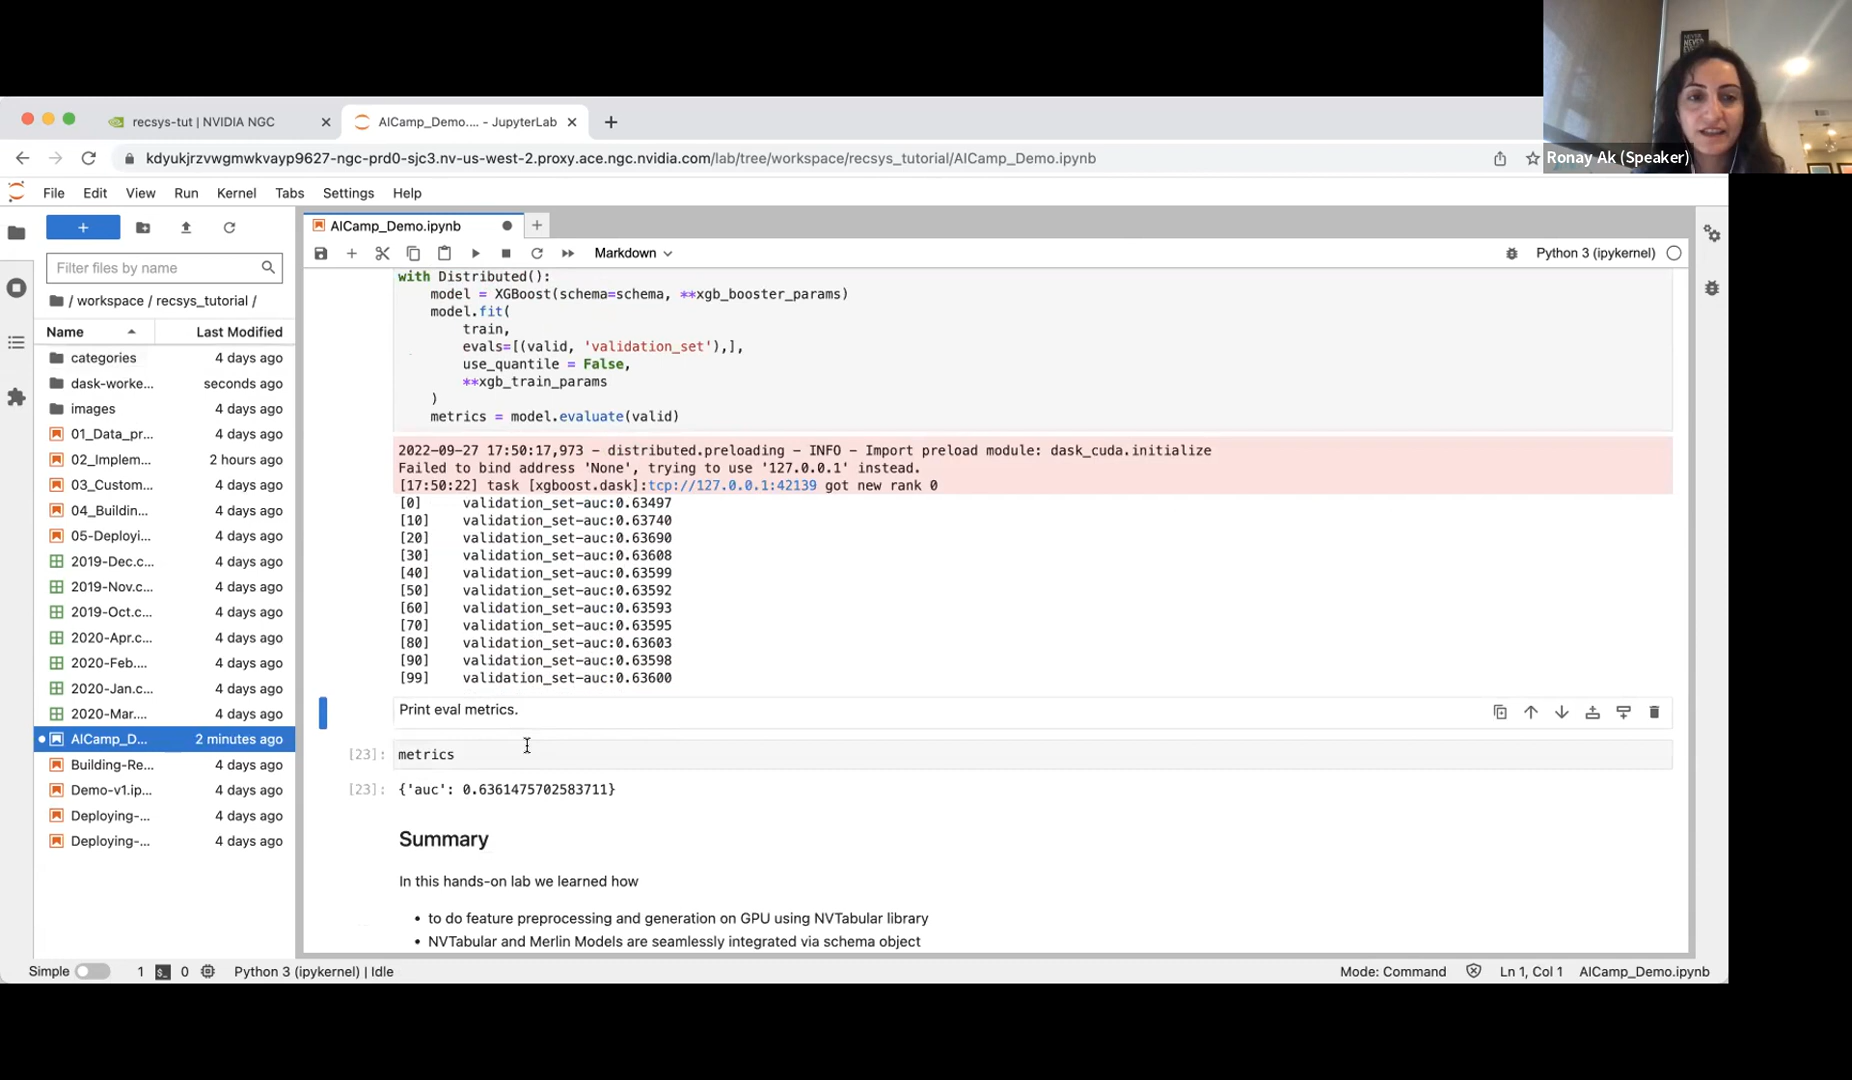 Ronay Ak (Speaker)
recsys-tut | NVIDIA NGC
AICamp_Demo.... - JupyterLab
kdyukjrzvwgmwkvayp9627-ngc-prd0-sjc3.nv-us-west-2.proxy.ace.ngc.nvidia.com/lab/tree/workspace/recsys_tutorial/AICamp_Demo.ipynb
File Edit View Run Kernel Tabs Settings Help
Filter files by name
/ workspace / recsys_tutorial /
Name Last Modified
categories 4 days ago
dask-worke... seconds ago
images 4 days ago
01_Data_pr... 4 days ago
02_Implem... 2 hours ago
03_Custom... 4 days ago
04_Buildin... 4 days ago
05-Deployi... 4 days ago
2019-Dec.c... 4 days ago
2019-Nov.c... 4 days ago
2019-Oct.c... 4 days ago
2020-Apr.c... 4 days ago
2020-Feb.... 4 days ago
2020-Jan.c... 4 days ago
2020-Mar.... 4 days ago
AICamp_D... 2 minutes ago
Building-Re... 4 days ago
Demo-v1.ip... 4 days ago
Deploying-... 4 days ago
Deploying-... 4 days ago
AICamp_Demo.ipynb
Markdown
Python 3 (ipykernel)
with Distributed():
model = XGBoost(schema=schema, **xgb_booster_params)
model.fit(
train,
evals=[(valid, 'validation_set'),],
use_quantile = False,
**xgb_train_params
)
metrics = model.evaluate(valid)
2022-09-27 17:50:17,973 - distributed.preloading - INFO - Import preload module: dask_cuda.initialize
Failed to bind address 'None', trying to use '127.0.0.1' instead.
[17:50:22] task [xgboost.dask]:tcp://127.0.0.1:42139 got new rank 0
[0] validation_set-auc:0.63497
[10] validation_set-auc:0.63740
[20] validation_set-auc:0.63690
[30] validation_set-auc:0.63608
[40] validation_set-auc:0.63599
[50] validation_set-auc:0.63592
[60] validation_set-auc:0.63593
[70] validation_set-auc:0.63595
[80] validation_set-auc:0.63603
[90] validation_set-auc:0.63598
[99] validation_set-auc:0.63600
Print eval metrics.
[23]: metrics
[23]: {'auc': 0.6361475702583711}
Summary
In this hands-on lab we learned how
• to do feature preprocessing and generation on GPU using NVTabular library
• NVTabular and Merlin Models are seamlessly integrated via schema object
Simple 1 0 Python 3 (ipykernel) | Idle
Mode: Command Ln 1, Col 1 AICamp_Demo.ipynb